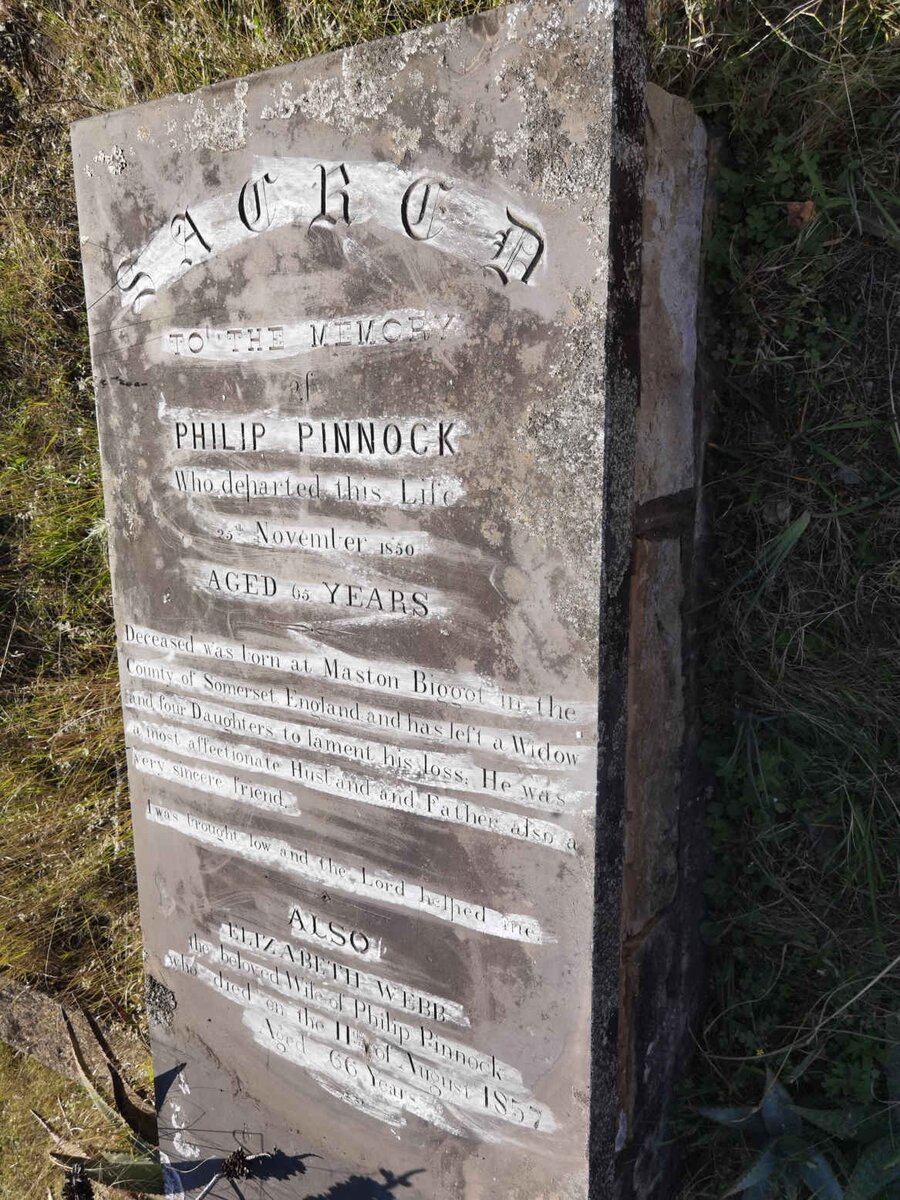 SACRED
TO THE MEMORY
of
PHILIP PINNOCK
Who departed this Life
25th November 1850
AGED 65 YEARS
Deceased was born at Maston Biggot in the
County of Somerset England and has left a Widow
and four Daughters to lament his loss: He was
a most affectionate Husband and Father also a
very sincere friend.
I was brought low and the Lord helped me
ALSO
ELIZABETH WEBB
the beloved Wife of Philip Pinnock
who died on the 11th of August 1857
Aged 66 Years